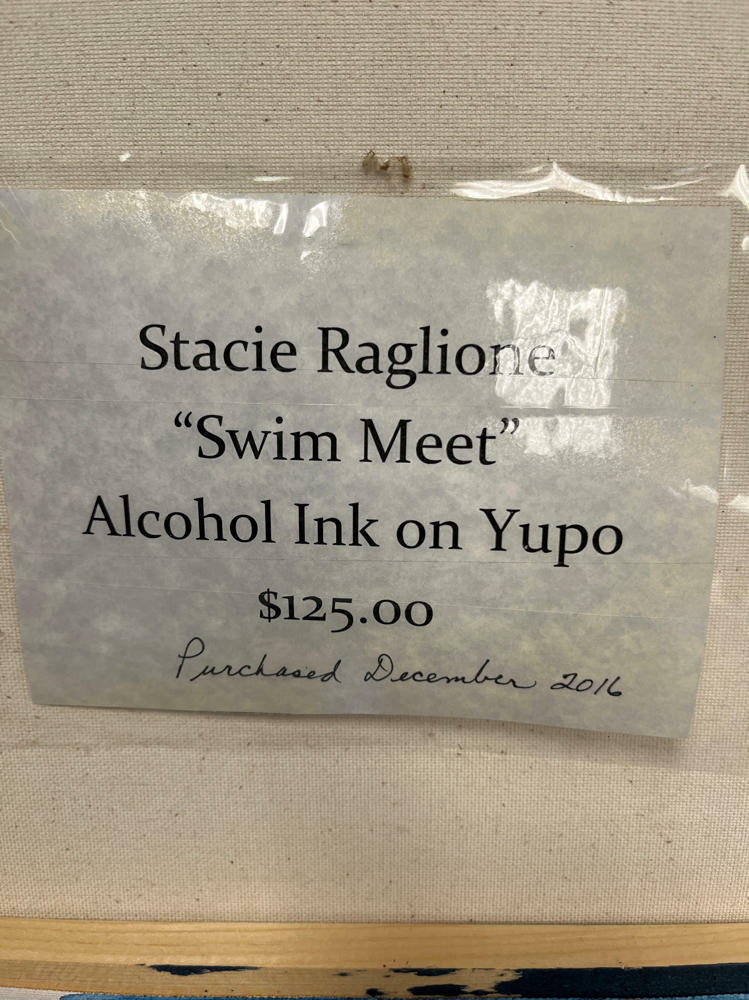 Stacie Raglione
“Swim Meet”
Alcohol Ink on Yupo
$125.00
Purchased December 2016